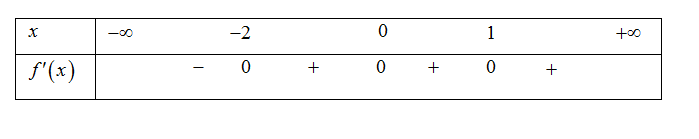 x −∞ −2 0 1 +∞
f'(x) − 0 + 0 + 0 +